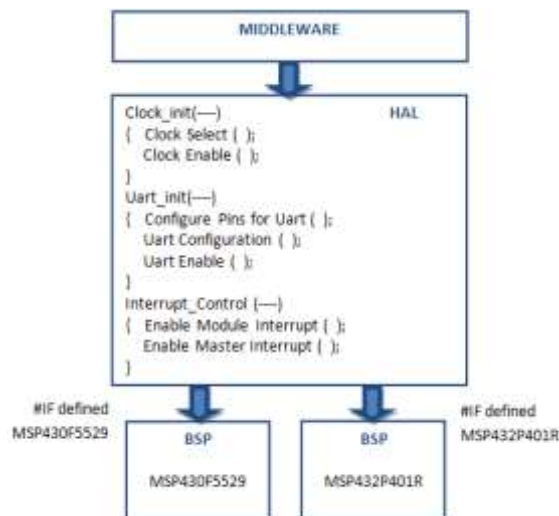 MIDDLEWARE
Clock_init(----) HAL
{ Clock Select ( );
Clock Enable ( );
}
Uart_init(----)
{ Configure Pins for Uart ( );
Uart Configuration ( );
Uart Enable ( );
}
Interrupt_Control (----)
{ Enable Module Interrupt ( );
Enable Master Interrupt ( );
}
#IF defined
MSP430F5529
#IF defined
MSP432P401R
BSP
MSP430F5529
BSP
MSP432P401R